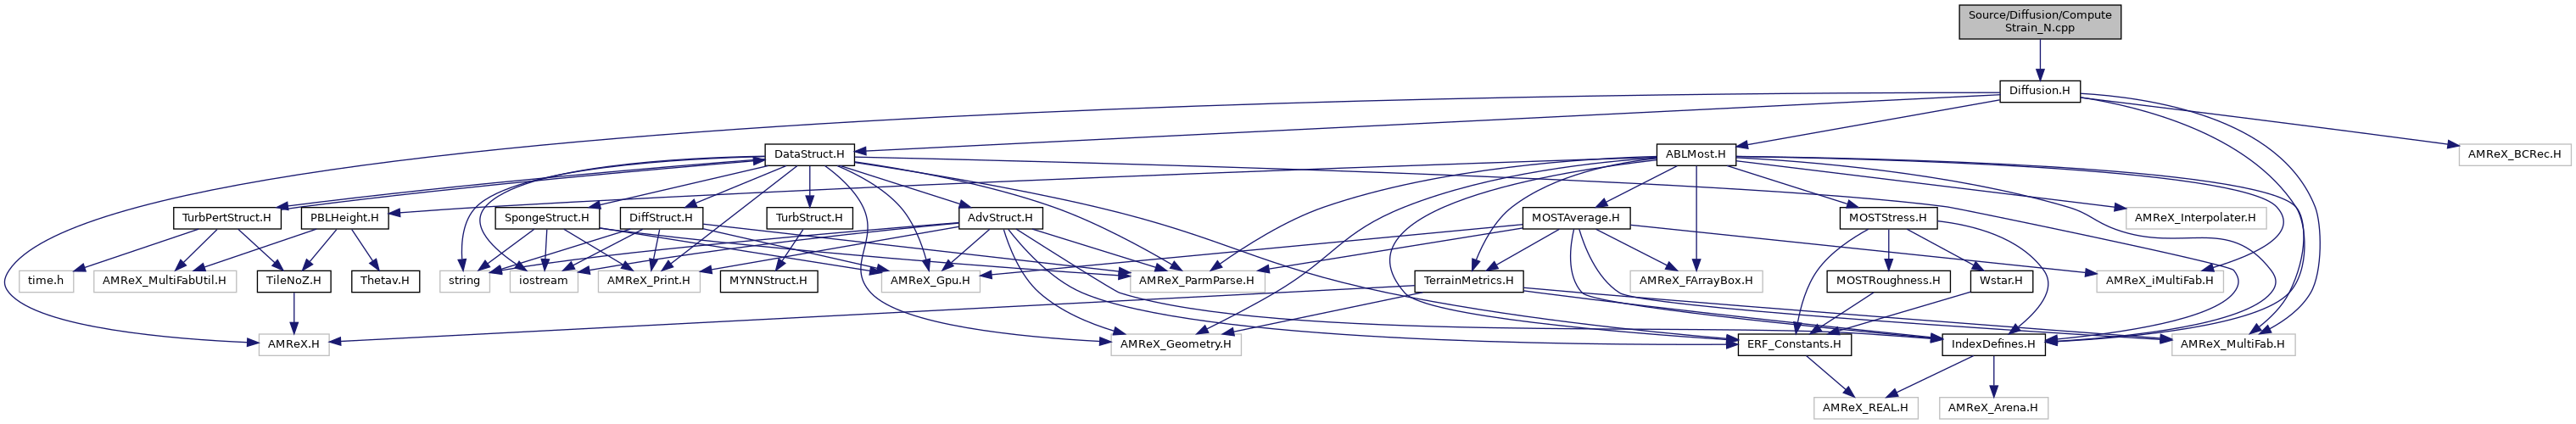 Source/Diffusion/Compute
Strain_N.cpp
Diffusion.H
DataStruct.H
ABLMost.H
AMReX_BCRec.H
TurbPertStruct.H
PBLHeight.H
SpongeStruct.H
DiffStruct.H
TurbStruct.H
AdvStruct.H
MOSTAverage.H
MOSTStress.H
AMReX_Interpolater.H
time.h
AMReX_MultiFabUtil.H
TileNoZ.H
Thetav.H
string
iostream
AMReX_Print.H
MYNNStruct.H
AMReX_Gpu.H
AMReX_ParmParse.H
TerrainMetrics.H
AMReX_FArrayBox.H
MOSTRoughness.H
Wstar.H
AMReX_iMultiFab.H
AMReX.H
AMReX_Geometry.H
ERF_Constants.H
IndexDefines.H
AMReX_MultiFab.H
AMReX_REAL.H
AMReX_Arena.H